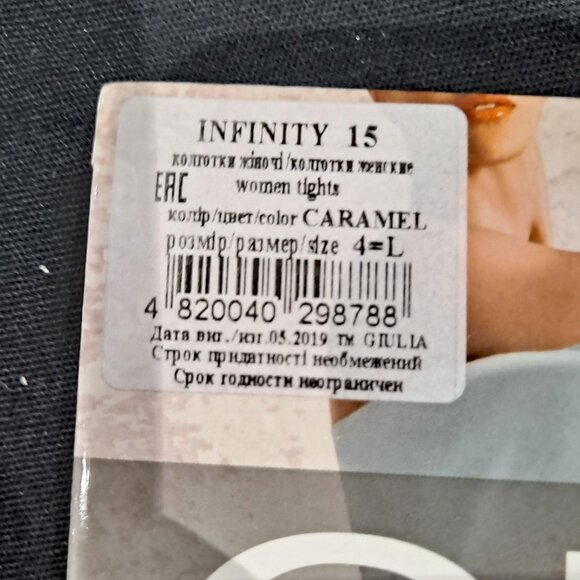 INFINITY 15
колготки жіночі/колготки женские
EAC
women tights
колір/цвет/color CARAMEL
розмір/размер/size 4=L
4 820040 298788
Дата виг./изг.05.2019 ТМ GIULIA
Строк придатності необмежений
Срок годности неограничен